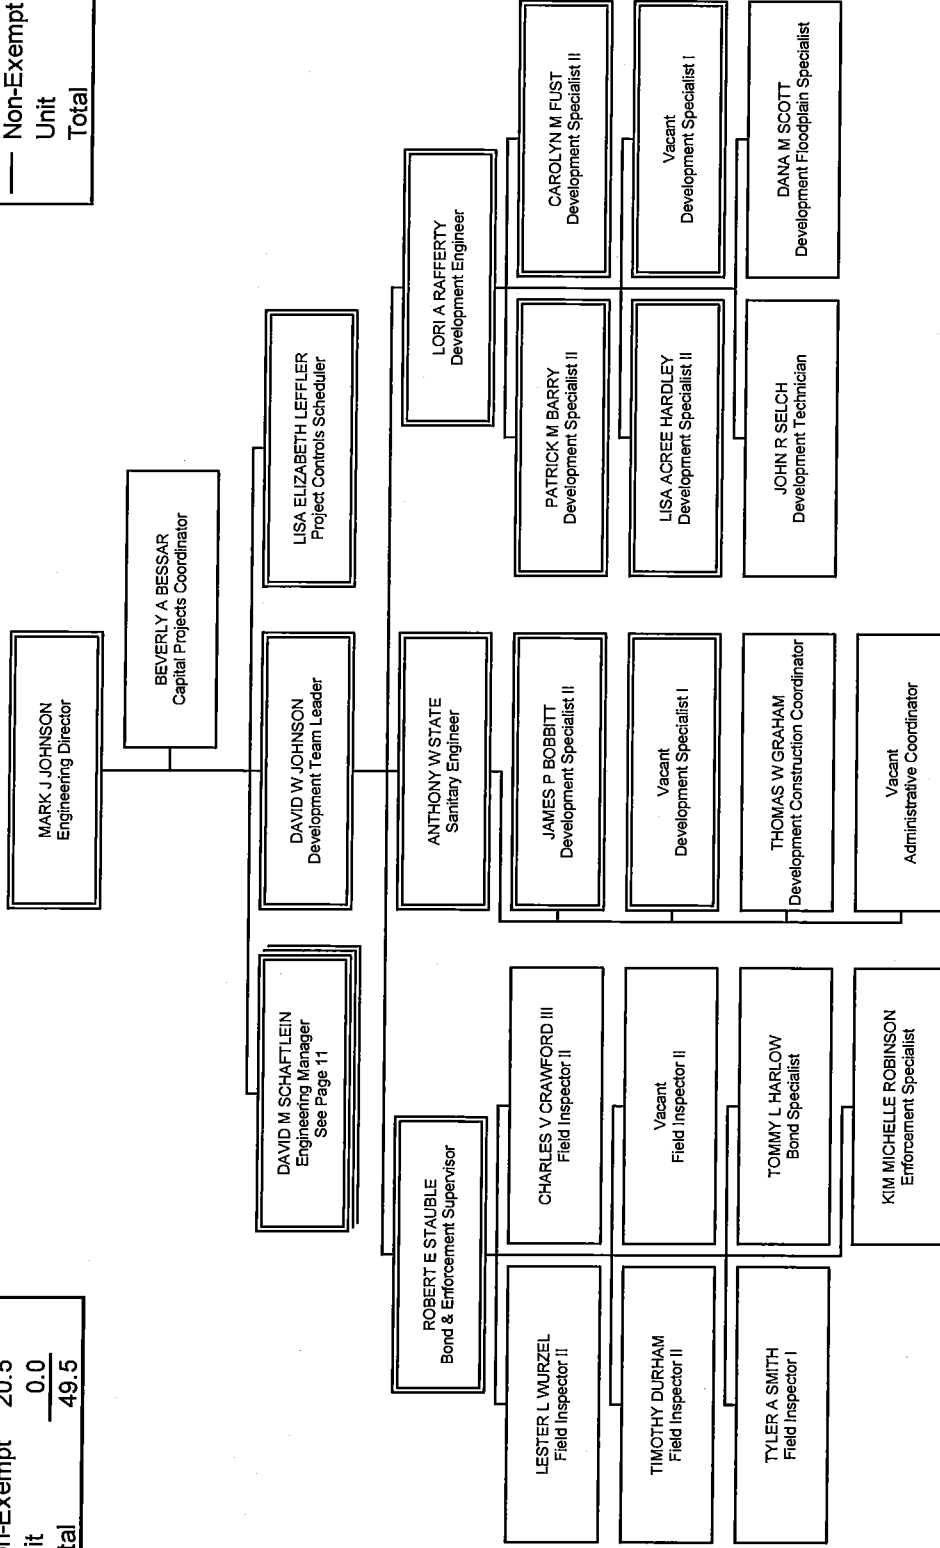 n-Exempt 20.5
it 0.0
tal 49.5
Non-Exempt
Unit
Total
MARK J JOHNSON
Engineering Director
BEVERLY A BESSAR
Capital Projects Coordinator
DAVID M SCHAFTLEIN
Engineering Manager
See Page 11
DAVID W JOHNSON
Development Team Leader
LISA ELIZABETH LEFFLER
Project Controls Scheduler
ROBERT E STAUBLE
Bond & Enforcement Supervisor
ANTHONY W STATE
Sanitary Engineer
LORI A RAFFERTY
Development Engineer
LESTER L WURZEL
Field Inspector II
CHARLES V CRAWFORD III
Field Inspector II
JAMES P BOBBITT
Development Specialist II
PATRICK M BARRY
Development Specialist II
CAROLYN M FUST
Development Specialist II
TIMOTHY DURHAM
Field Inspector II
Vacant
Field Inspector II
Vacant
Development Specialist I
LISA ACREE HARDLEY
Development Specialist II
Vacant
Development Specialist I
TYLER A SMITH
Field Inspector I
TOMMY L HARLOW
Bond Specialist
THOMAS W GRAHAM
Development Construction Coordinator
JOHN R SELCH
Development Technician
DANA M SCOTT
Development Floodplain Specialist
KIM MICHELLE ROBINSON
Enforcement Specialist
Vacant
Administrative Coordinator